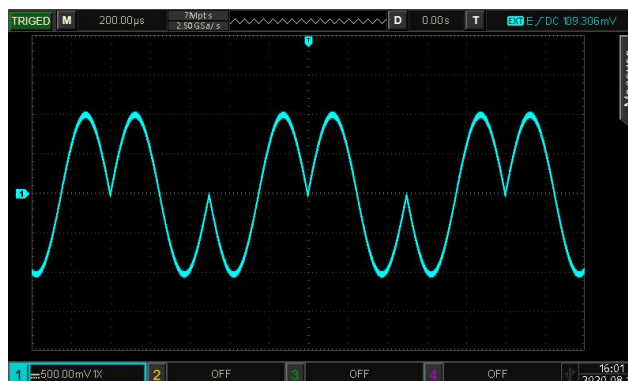 TRIGED M 200.00µs 7Mpts D 0.00s T EXT E DC 109.306mV
2.50GSa/s
T
Measure
1
1 500.00mV 1X 2 OFF 3 OFF 4 OFF 16:01